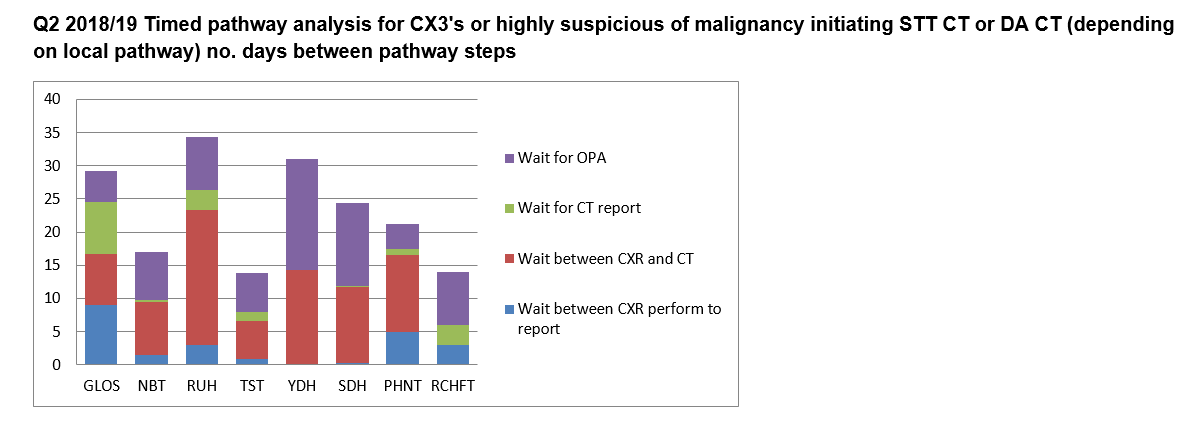 Q2 2018/19 Timed pathway analysis for CX3's or highly suspicious of malignancy initiating STT CT or DA CT (depending
on local pathway) no. days between pathway steps
40
35
30
25
20
15
10
5
0
GLOS NBT RUH TST YDH SDH PHNT RCHFT
Wait for OPA
Wait for CT report
Wait between CXR and CT
Wait between CXR perform to
report